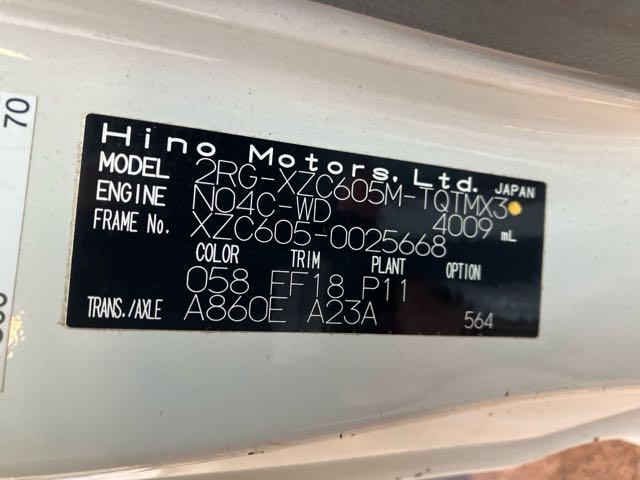 Hino Motors, Ltd. JAPAN
MODEL 2RG-XZC605M-TQTMX3
ENGINE N04C-WD 4009 mL
FRAME No. XZC605-0025668
COLOR TRIM PLANT OPTION
058 FF18 P11
TRANS./AXLE A860E A23A 564
70